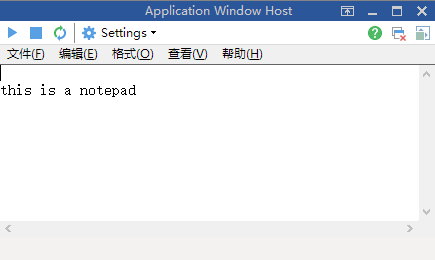 Application Window Host
Settings
文件(F) 编辑(E) 格式(O) 查看(V) 帮助(H)
this is a notepad